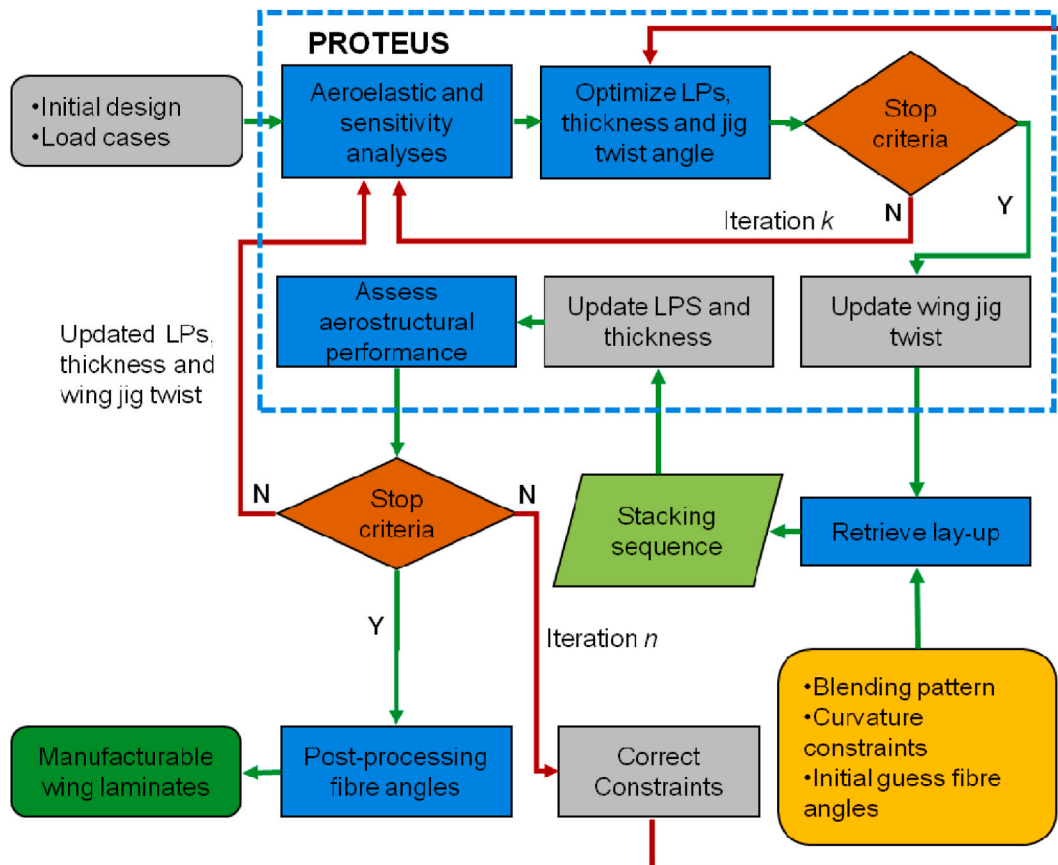 PROTEUS
•Initial design
•Load cases
Aeroelastic and
sensitivity
analyses
Optimize LPs,
thickness and jig
twist angle
Stop
criteria
N
Y
Iteration k
Assess
aerostructural
performance
Update LPS and
thickness
Update wing jig
twist
Updated LPs,
thickness and
wing jig twist
N
Stop
criteria
N
Stacking
sequence
Retrieve lay-up
Y
Iteration n
•Blending pattern
•Curvature
constraints
•Initial guess fibre
angles
Manufacturable
wing laminates
Post-processing
fibre angles
Correct
Constraints